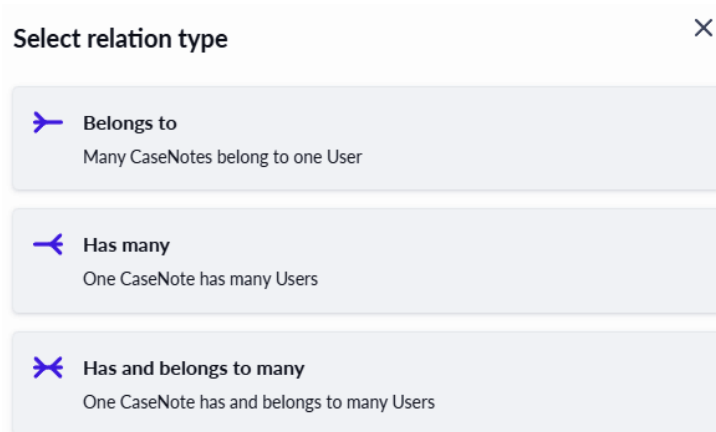 Select relation type
Belongs to
Many CaseNotes belong to one User
Has many
One CaseNote has many Users
Has and belongs to many
One CaseNote has and belongs to many Users